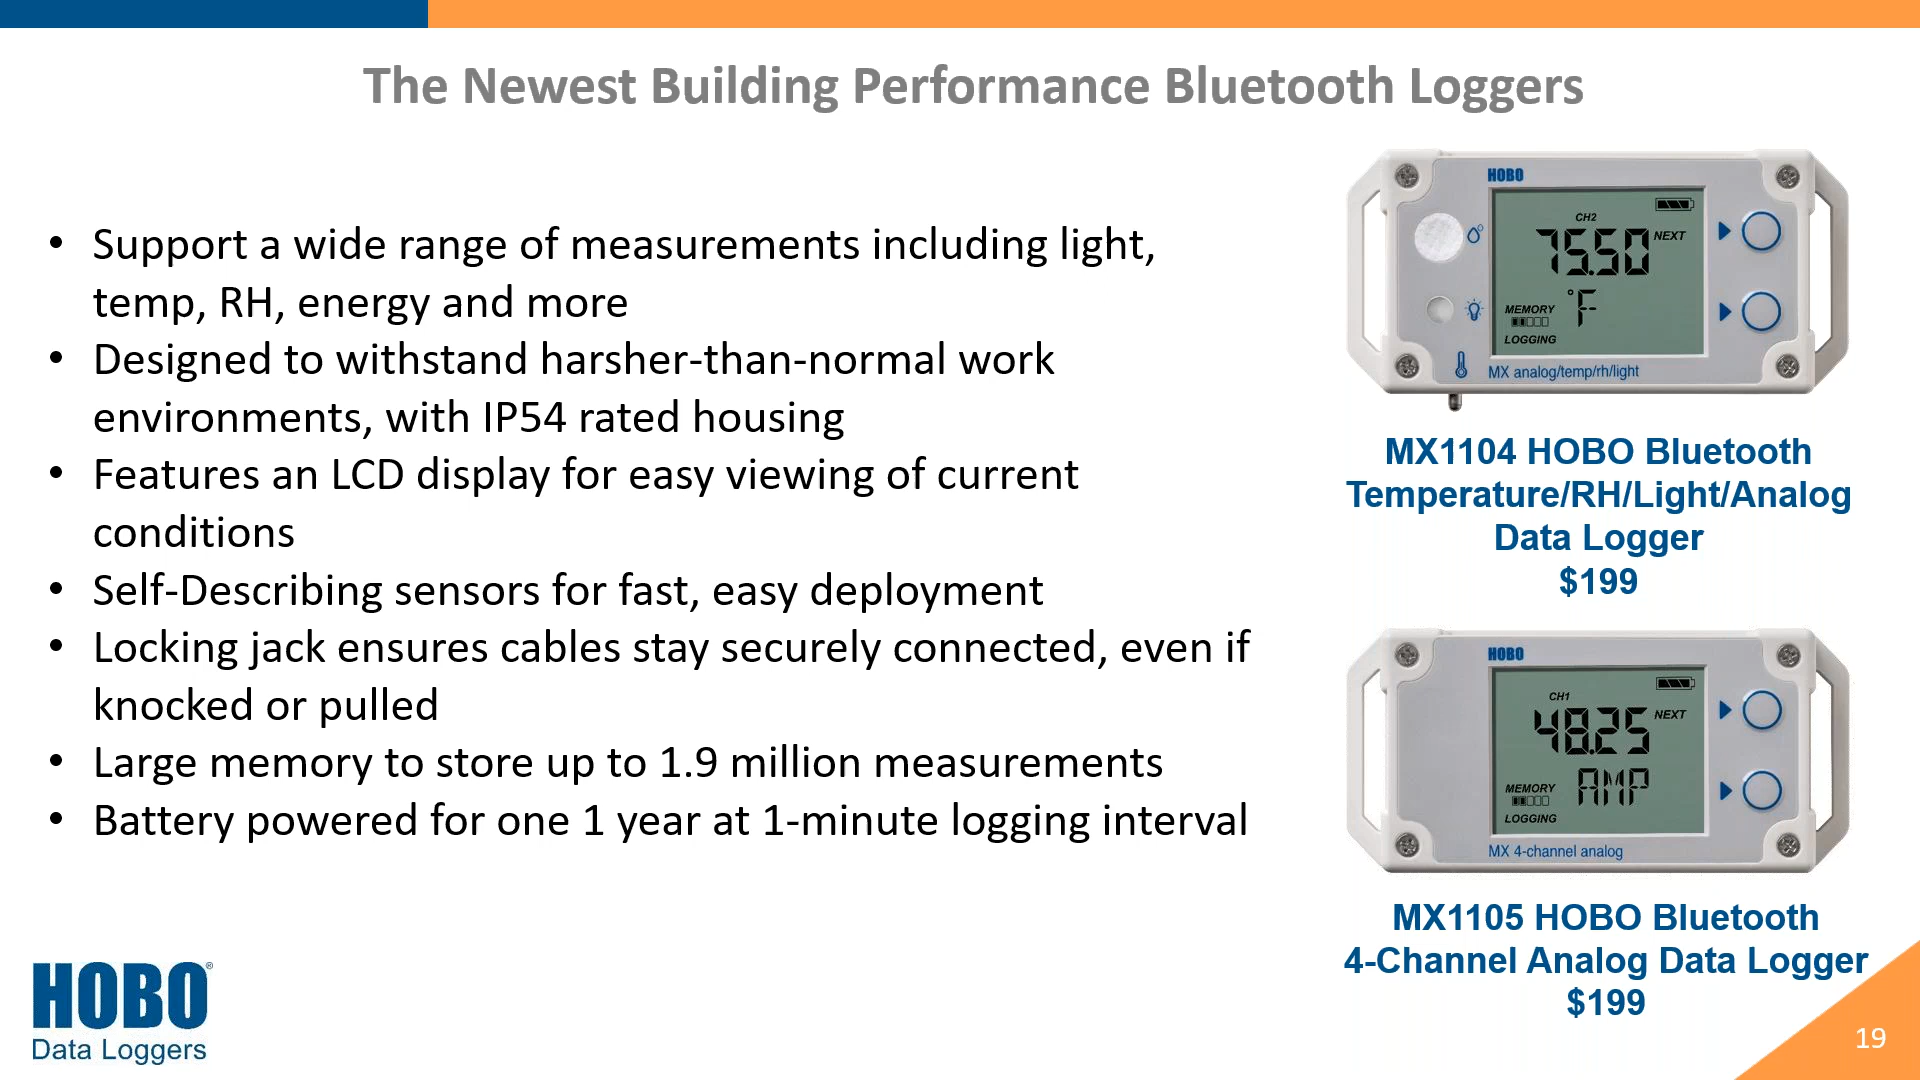 The Newest Building Performance Bluetooth Loggers
• Support a wide range of measurements including light,
temp, RH, energy and more
• Designed to withstand harsher-than-normal work
environments, with IP54 rated housing
• Features an LCD display for easy viewing of current
conditions
• Self-Describing sensors for fast, easy deployment
• Locking jack ensures cables stay securely connected, even if
knocked or pulled
• Large memory to store up to 1.9 million measurements
• Battery powered for one 1 year at 1-minute logging interval
HOBO
CH2
75.50 NEXT
°F
MEMORY
LOGGING
MX analog/temp/rh/light
MX1104 HOBO Bluetooth
Temperature/RH/Light/Analog
Data Logger
$199
HOBO
CH1
48.25 NEXT
AMP
MEMORY
LOGGING
MX 4-channel analog
MX1105 HOBO Bluetooth
4-Channel Analog Data Logger
$199
HOBO®
Data Loggers
19